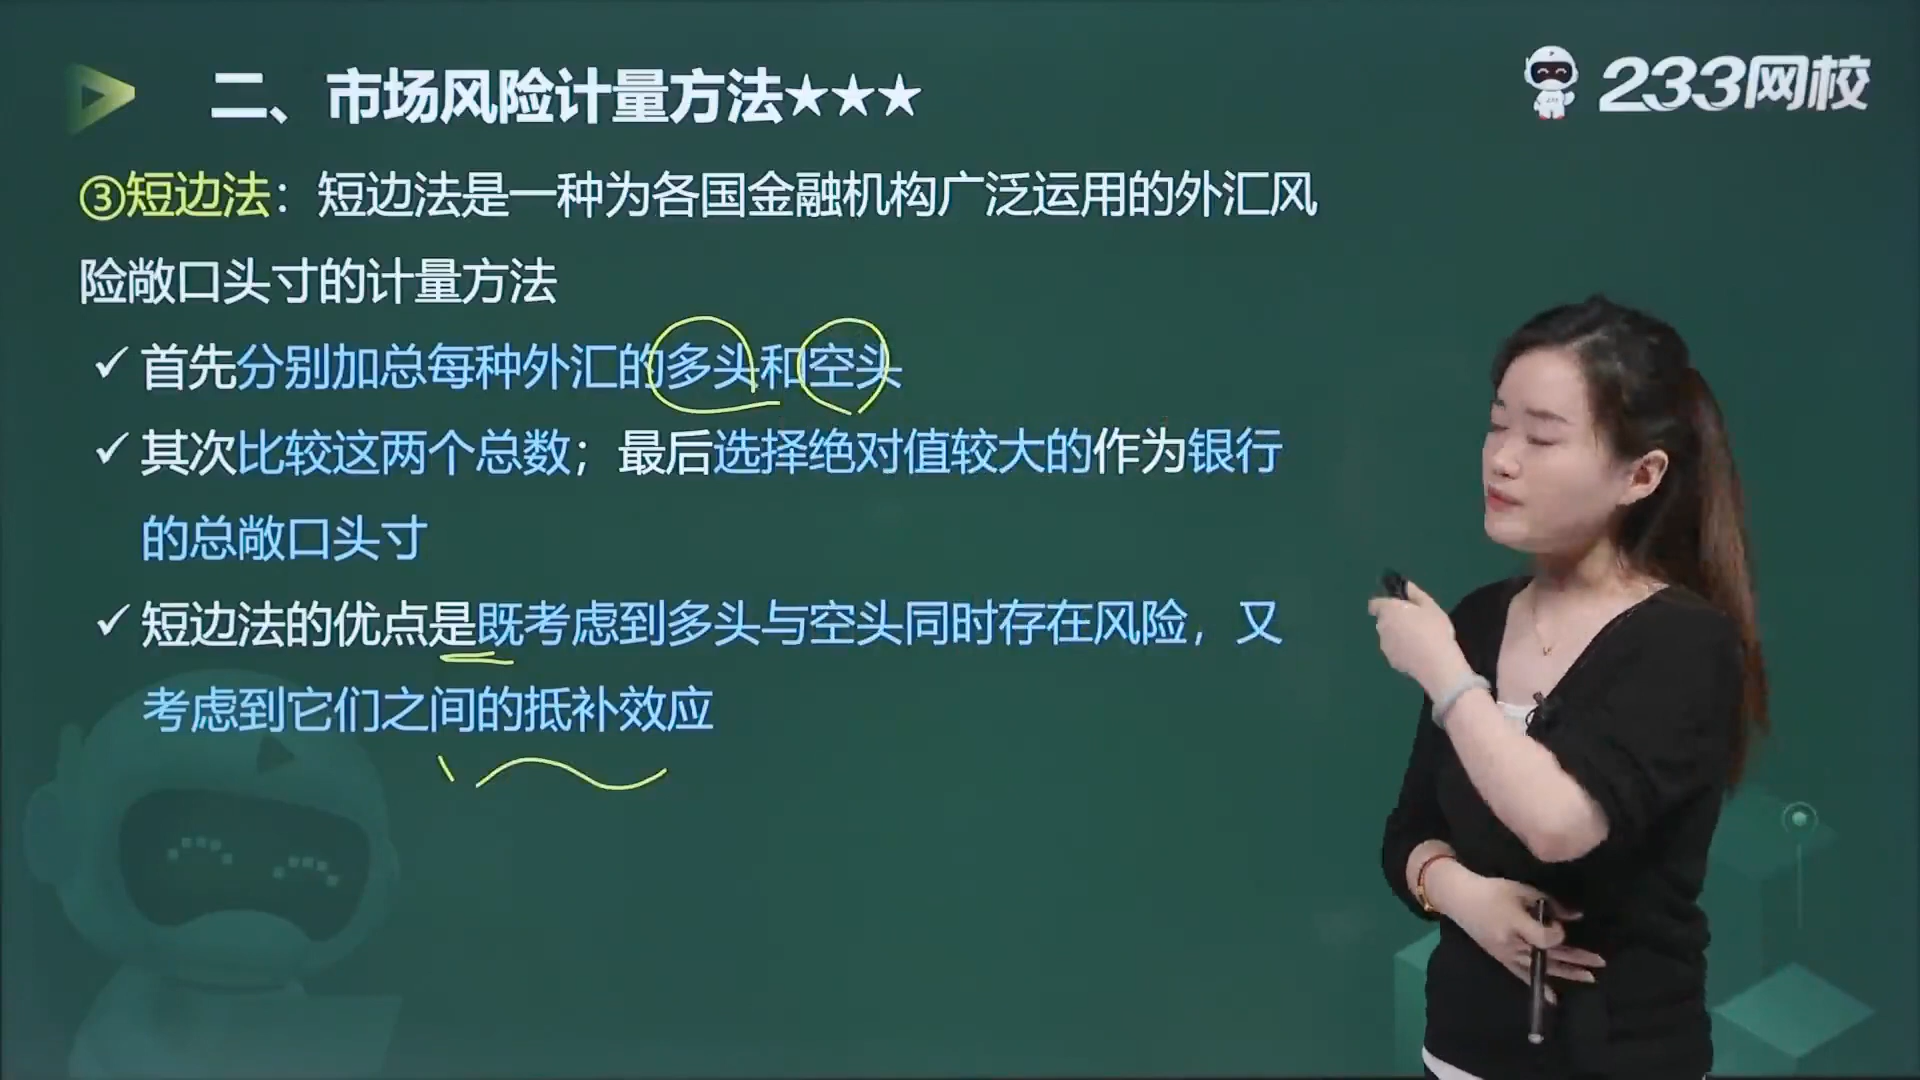 二、市场风险计量方法★★★
233网校
③短边法：短边法是一种为各国金融机构广泛运用的外汇风
险敞口头寸的计量方法
✓ 首先分别加总每种外汇的多头和空头
✓ 其次比较这两个总数；最后选择绝对值较大的作为银行
的总敞口头寸
✓ 短边法的优点是既考虑到多头与空头同时存在风险，又
考虑到它们之间的抵补效应